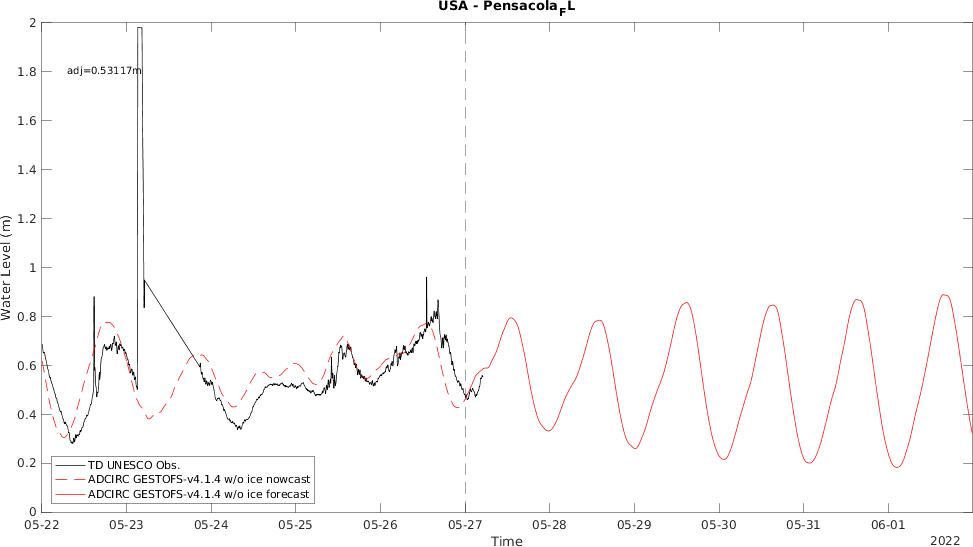 USA - Pensacola_FL
2
1.8
1.6
1.4
1.2
1
0.8
0.6
0.4
0.2
0
Water Level (m)
adj=0.53117m
TD UNESCO Obs.
ADCIRC GESTOFS-v4.1.4 w/o ice nowcast
ADCIRC GESTOFS-v4.1.4 w/o ice forecast
05-22 05-23 05-24 05-25 05-26 05-27 05-28 05-29 05-30 05-31 06-01
Time
2022